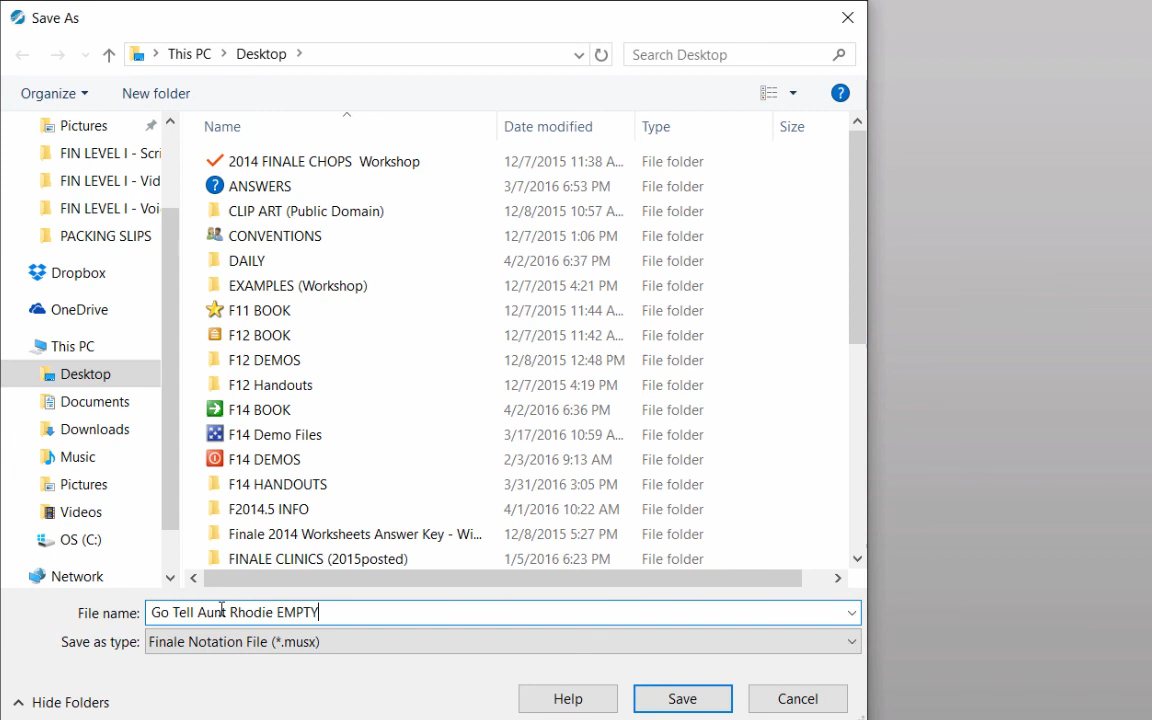 Save As
This PC > Desktop >
Search Desktop
Organize
New folder
?
Name
Date modified
Type
Size
Pictures
FIN LEVEL I - Scri
FIN LEVEL I - Vid
FIN LEVEL I - Voi
PACKING SLIPS
Dropbox
OneDrive
This PC
Desktop
Documents
Downloads
Music
Pictures
Videos
OS (C:)
Network
2014 FINALE CHOPS Workshop 12/7/2015 11:38 A... File folder
ANSWERS 3/7/2016 6:53 PM File folder
CLIP ART (Public Domain) 12/8/2015 10:57 A... File folder
CONVENTIONS 12/7/2015 1:06 PM File folder
DAILY 4/2/2016 6:37 PM File folder
EXAMPLES (Workshop) 12/7/2015 4:21 PM File folder
F11 BOOK 12/7/2015 11:44 A... File folder
F12 BOOK 12/7/2015 11:42 A... File folder
F12 DEMOS 12/8/2015 12:48 PM File folder
F12 Handouts 12/7/2015 4:19 PM File folder
F14 BOOK 4/2/2016 6:36 PM File folder
F14 Demo Files 3/17/2016 10:59 A... File folder
F14 DEMOS 2/3/2016 9:13 AM File folder
F14 HANDOUTS 3/31/2016 3:05 PM File folder
F2014.5 INFO 4/1/2016 10:22 AM File folder
Finale 2014 Worksheets Answer Key - Wi... 12/8/2015 5:27 PM File folder
FINALE CLINICS (2015posted) 1/5/2016 6:23 PM File folder
File name: Go Tell Aunt Rhodie EMPTY
Save as type: Finale Notation File (*.musx)
Hide Folders
Help
Save
Cancel